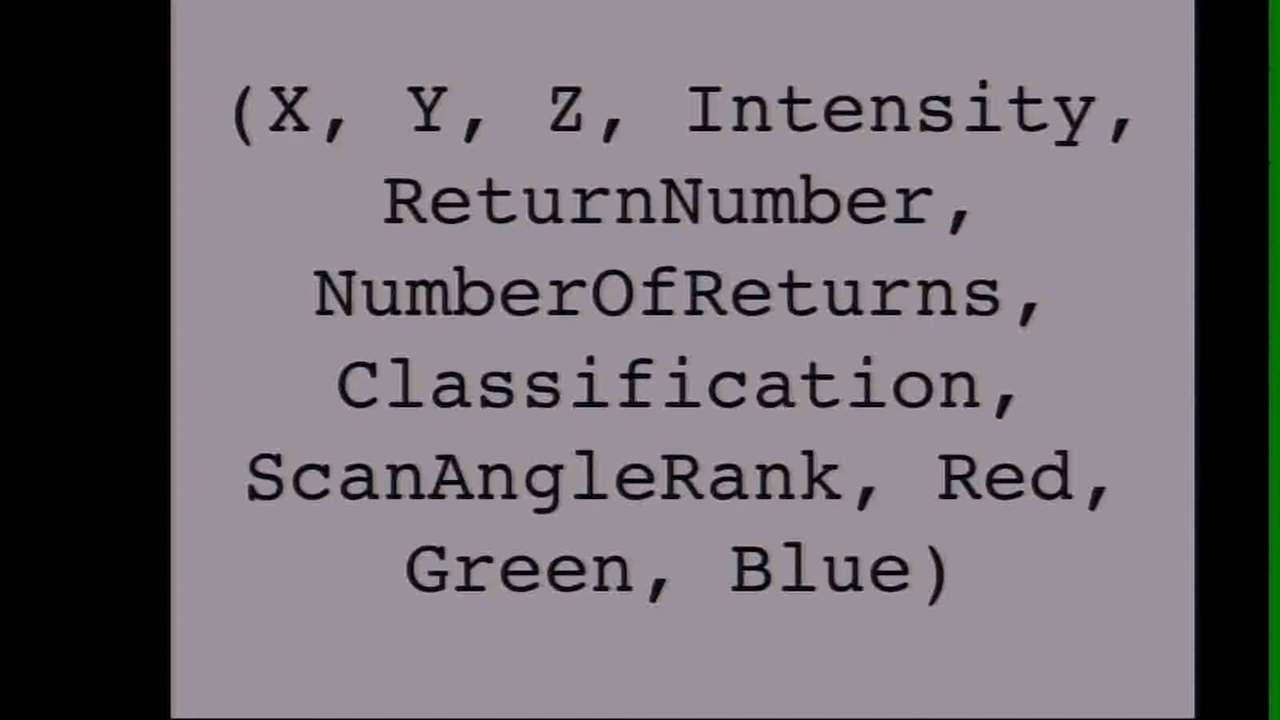 (X, Y, Z, Intensity,
ReturnNumber,
NumberOfReturns,
Classification,
ScanAngleRank, Red,
Green, Blue)